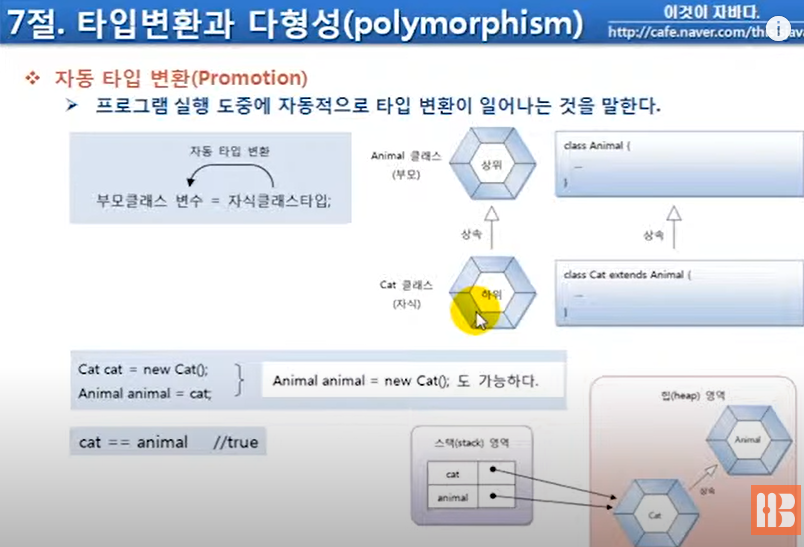 7절. 타입변환과 다형성(polymorphism)
이것이 자바다.
http://cafe.naver.com/thi
❖ 자동 타입 변환(Promotion)
➢ 프로그램 실행 도중에 자동적으로 타입 변환이 일어나는 것을 말한다.
자동 타입 변환
부모클래스 변수 = 자식클래스타입;
Animal 클래스
(부모)
상위
class Animal {
...
}
상속
상속
Cat 클래스
(자식)
하위
class Cat extends Animal {
...
}
Cat cat = new Cat();
Animal animal = cat;
Animal animal = new Cat(); 도 가능하다.
cat == animal //true
스택(stack) 영역
cat
animal
힙(heap) 영역
Animal
상속
Cat